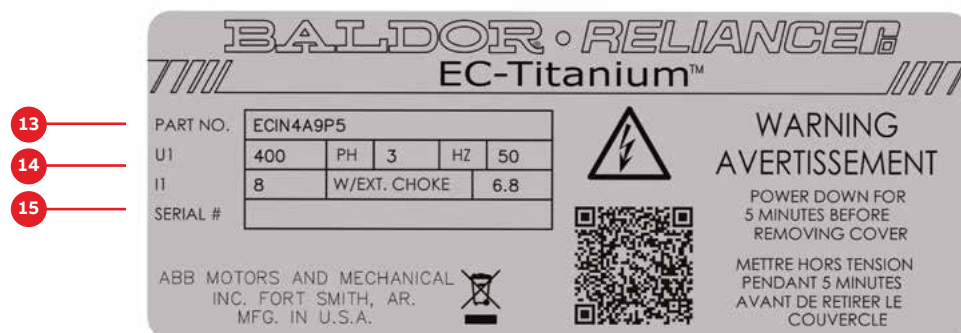 BALDOR • RELIANCE
EC-Titanium™
13
PART NO. ECIN4A9P5
14
U1 400 PH 3 HZ 50
I1 8 W/EXT. CHOKE 6.8
15
SERIAL #
ABB MOTORS AND MECHANICAL
INC. FORT SMITH, AR.
MFG. IN U.S.A.
WARNING
AVERTISSEMENT
POWER DOWN FOR
5 MINUTES BEFORE
REMOVING COVER
METTRE HORS TENSION
PENDANT 5 MINUTES
AVANT DE RETIRER LE
COUVERCLE